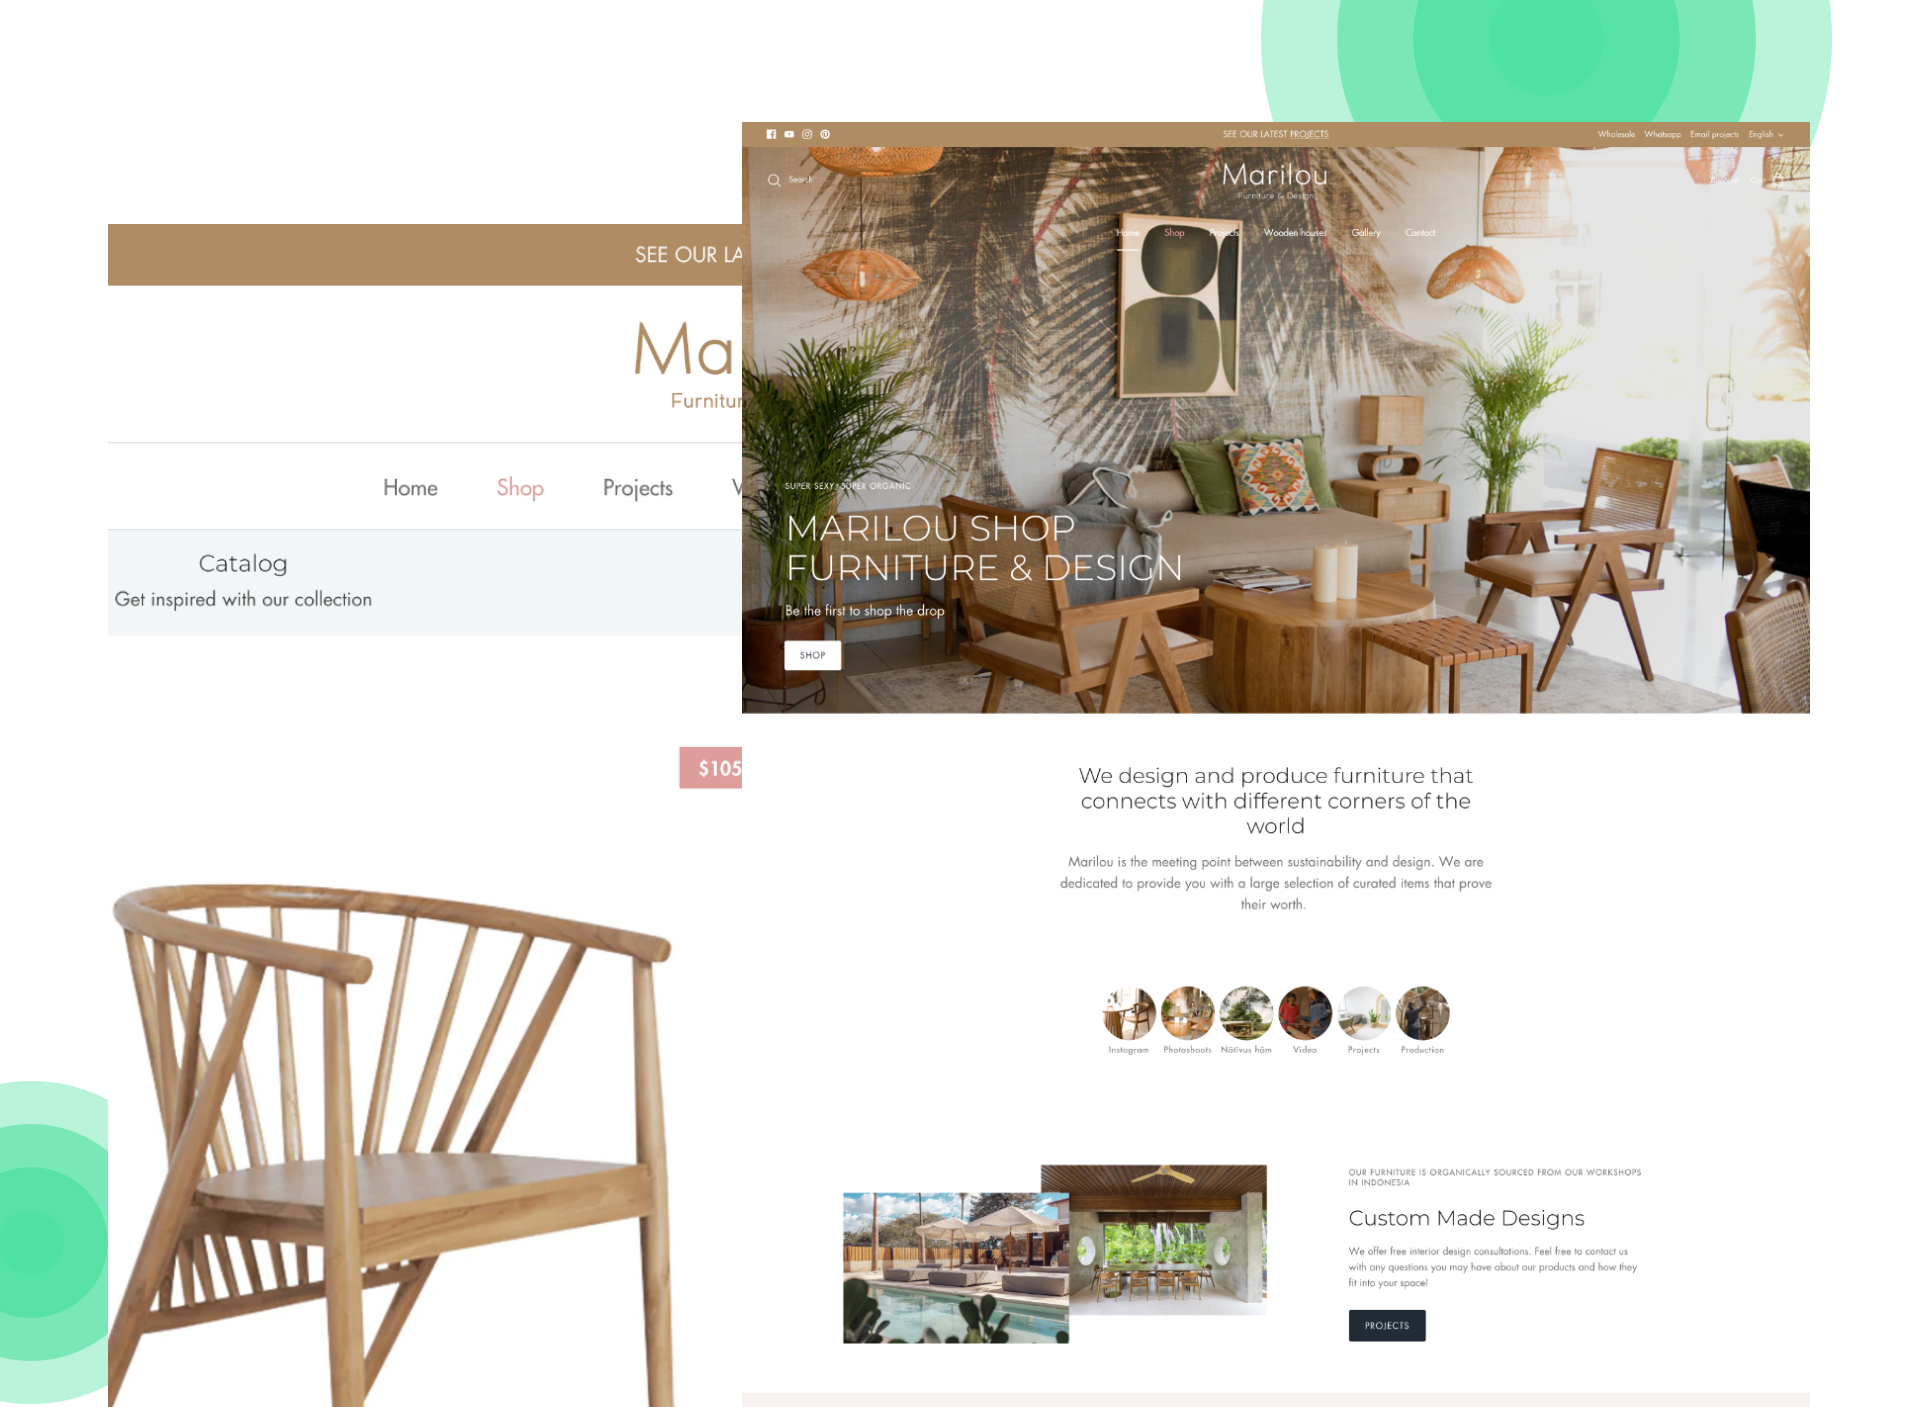 SEE OUR LA
Ma
Furnitur
Home Shop Projects
Catalog
Get inspired with our collection
$105
SEE OUR LATEST PROJECTS
Wholesale Whatsapp Email projects English
Search
Marilou
Furniture & Design
Home Shop Projects Wooden houses Gallery Contact
SUPER SEXY/SUPER ORGANIC
MARILOU SHOP
FURNITURE & DESIGN
Be the first to shop the drop
SHOP
We design and produce furniture that
connects with different corners of the
world
Marilou is the meeting point between sustainability and design. We are
dedicated to provide you with a large selection of curated items that prove
their worth.
Instagram Photoshoots Nātīvus hōm Video Projects Production
OUR FURNITURE IS ORGANICALLY SOURCED FROM OUR WORKSHOPS
IN INDONESIA
Custom Made Designs
We offer free interior design consultations. Feel free to contact us
with any questions you may have about our products and how they
fit into your space!
PROJECTS